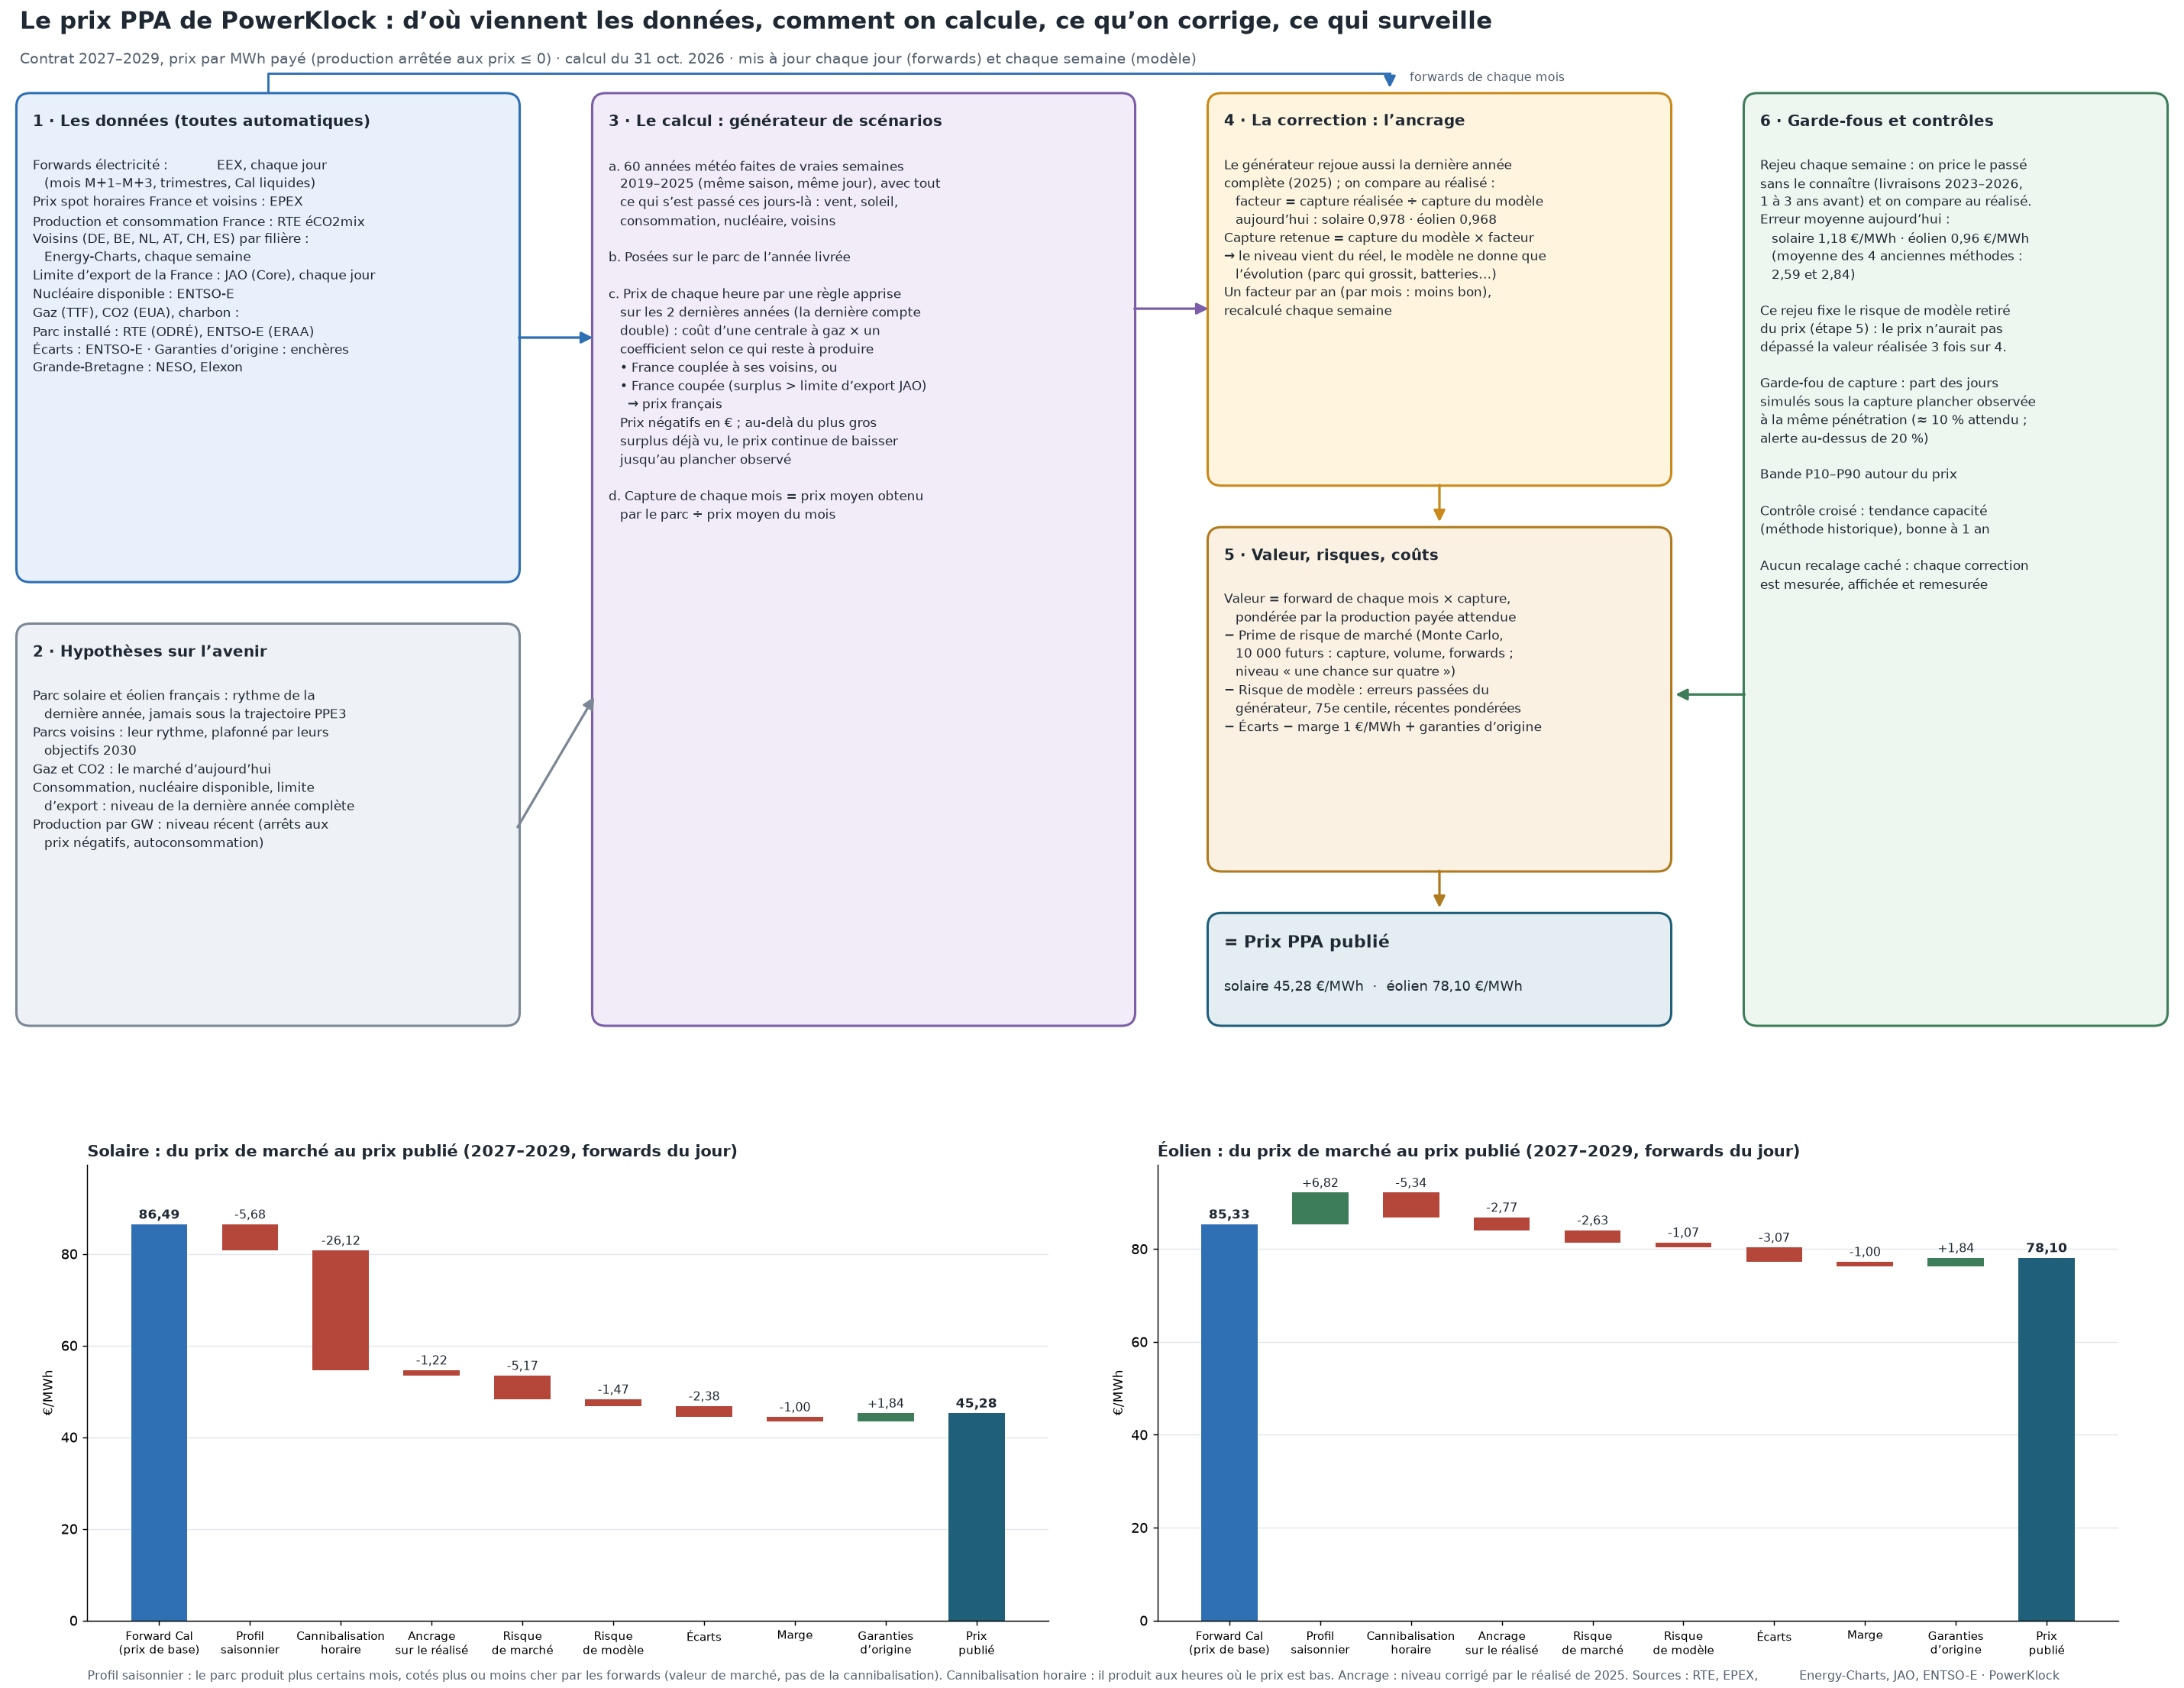 Le prix PPA de PowerKlock : d’où viennent les données, comment on calcule, ce qu’on corrige, ce qui surveille
Contrat 2027–2029, prix par MWh payé (production arrêtée aux prix ≤ 0) · calcul du 31 oct. 2026 · mis à jour chaque jour (forwards) et chaque semaine (modèle)
forwards de chaque mois
1 · Les données (toutes automatiques)
Forwards électricité : EEX, chaque jour
(mois M+1–M+3, trimestres, Cal liquides)
Prix spot horaires France et voisins : EPEX
Production et consommation France : RTE éCO2mix
Voisins (DE, BE, NL, AT, CH, ES) par filière :
Energy-Charts, chaque semaine
Limite d’export de la France : JAO (Core), chaque jour
Nucléaire disponible : ENTSO-E
Gaz (TTF), CO2 (EUA), charbon :
Parc installé : RTE (ODRÉ), ENTSO-E (ERAA)
Écarts : ENTSO-E · Garanties d’origine : enchères
Grande-Bretagne : NESO, Elexon
2 · Hypothèses sur l’avenir
Parc solaire et éolien français : rythme de la
dernière année, jamais sous la trajectoire PPE3
Parcs voisins : leur rythme, plafonné par leurs
objectifs 2030
Gaz et CO2 : le marché d’aujourd’hui
Consommation, nucléaire disponible, limite
d’export : niveau de la dernière année complète
Production par GW : niveau récent (arrêts aux
prix négatifs, autoconsommation)
3 · Le calcul : générateur de scénarios
a. 60 années météo faites de vraies semaines
2019–2025 (même saison, même jour), avec tout
ce qui s’est passé ces jours-là : vent, soleil,
consommation, nucléaire, voisins
b. Posées sur le parc de l’année livrée
c. Prix de chaque heure par une règle apprise
sur les 2 dernières années (la dernière compte
double) : coût d’une centrale à gaz × un
coefficient selon ce qui reste à produire
• France couplée à ses voisins, ou
• France coupée (surplus > limite d’export JAO)
→ prix français
Prix négatifs en € ; au-delà du plus gros
surplus déjà vu, le prix continue de baisser
jusqu’au plancher observé
d. Capture de chaque mois = prix moyen obtenu
par le parc ÷ prix moyen du mois
4 · La correction : l’ancrage
Le générateur rejoue aussi la dernière année
complète (2025) ; on compare au réalisé :
facteur = capture réalisée ÷ capture du modèle
aujourd’hui : solaire 0,978 · éolien 0,968
Capture retenue = capture du modèle × facteur
→ le niveau vient du réel, le modèle ne donne que
l’évolution (parc qui grossit, batteries…)
Un facteur par an (par mois : moins bon),
recalculé chaque semaine
5 · Valeur, risques, coûts
Valeur = forward de chaque mois × capture,
pondérée par la production payée attendue
− Prime de risque de marché (Monte Carlo,
10 000 futurs : capture, volume, forwards ;
niveau « une chance sur quatre »)
− Risque de modèle : erreurs passées du
générateur, 75e centile, récentes pondérées
− Écarts − marge 1 €/MWh + garanties d’origine
= Prix PPA publié
solaire 45,28 €/MWh · éolien 78,10 €/MWh
6 · Garde-fous et contrôles
Rejeu chaque semaine : on price le passé
sans le connaître (livraisons 2023–2026,
1 à 3 ans avant) et on compare au réalisé.
Erreur moyenne aujourd’hui :
solaire 1,18 €/MWh · éolien 0,96 €/MWh
(moyenne des 4 anciennes méthodes :
2,59 et 2,84)
Ce rejeu fixe le risque de modèle retiré
du prix (étape 5) : le prix n’aurait pas
dépassé la valeur réalisée 3 fois sur 4.
Garde-fou de capture : part des jours
simulés sous la capture plancher observée
à la même pénétration (≈ 10 % attendu ;
alerte au-dessus de 20 %)
Bande P10–P90 autour du prix
Contrôle croisé : tendance capacité
(méthode historique), bonne à 1 an
Aucun recalage caché : chaque correction
est mesurée, affichée et remesurée
Solaire : du prix de marché au prix publié (2027–2029, forwards du jour)
€/MWh
80
60
40
20
0
86,49
-5,68
-26,12
-1,22
-5,17
-1,47
-2,38
-1,00
+1,84
45,28
Forward Cal
(prix de base)
Profil
saisonnier
Cannibalisation
horaire
Ancrage
sur le réalisé
Risque
de marché
Risque
de modèle
Écarts
Marge
Garanties
d’origine
Prix
publié
Éolien : du prix de marché au prix publié (2027–2029, forwards du jour)
€/MWh
80
60
40
20
0
85,33
+6,82
-5,34
-2,77
-2,63
-1,07
-3,07
-1,00
+1,84
78,10
Forward Cal
(prix de base)
Profil
saisonnier
Cannibalisation
horaire
Ancrage
sur le réalisé
Risque
de marché
Risque
de modèle
Écarts
Marge
Garanties
d’origine
Prix
publié
Profil saisonnier : le parc produit plus certains mois, cotés plus ou moins cher par les forwards (valeur de marché, pas de la cannibalisation). Cannibalisation horaire : il produit aux heures où le prix est bas. Ancrage : niveau corrigé par le réalisé de 2025. Sources : RTE, EPEX, Energy-Charts, JAO, ENTSO-E · PowerKlock